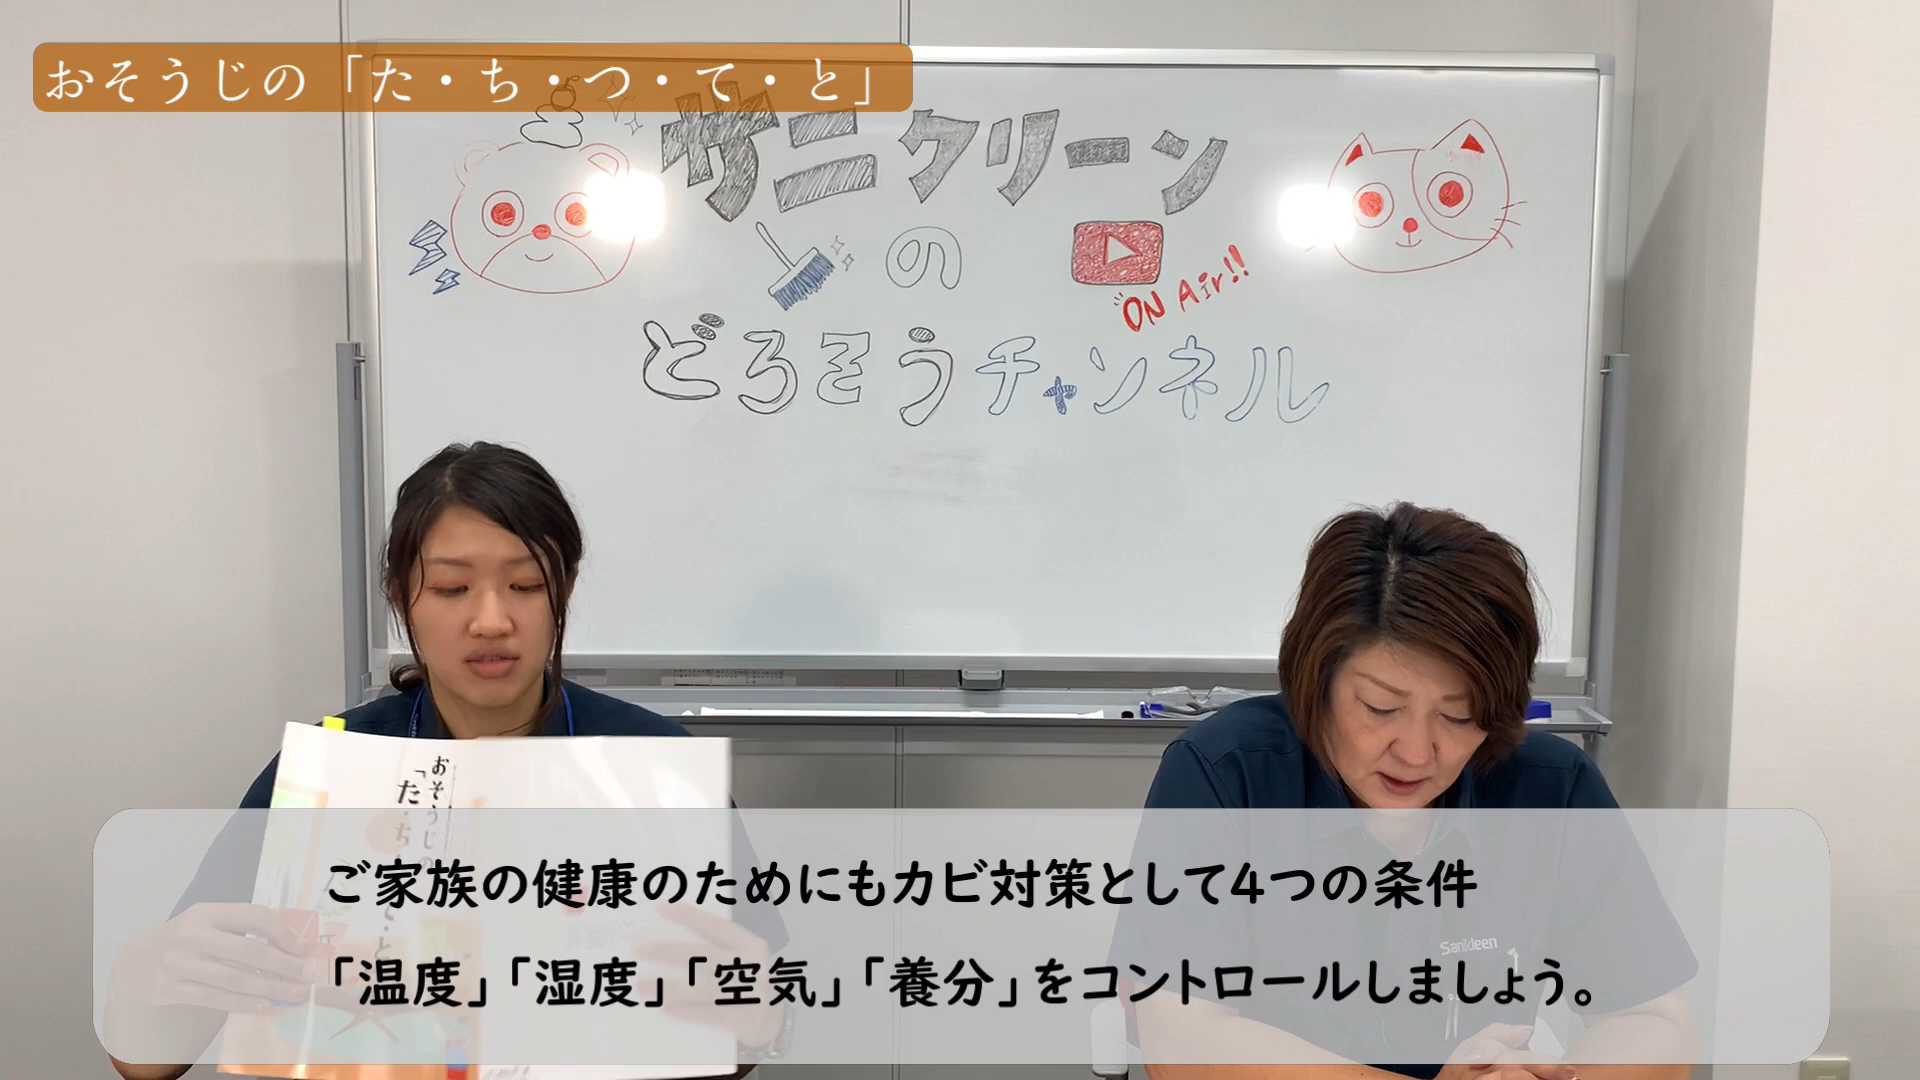 おそうじの「た・ち・つ・て・と」
サニクリーン
の
ON Air!!
どろそうチャンネル
おそうじの
「た・ち
て・と
Sanikleen
ご家族の健康のためにもカビ対策として4つの条件
「温度」「湿度」「空気」「養分」をコントロールしましょう。